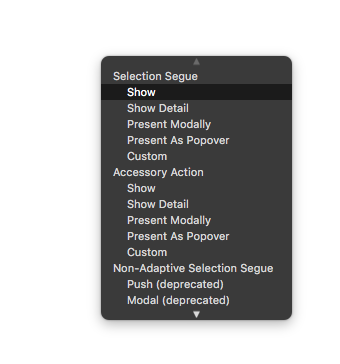 Selection Segue
Show
Show Detail
Present Modally
Present As Popover
Custom
Accessory Action
Show
Show Detail
Present Modally
Present As Popover
Custom
Non-Adaptive Selection Segue
Push (deprecated)
Modal (deprecated)